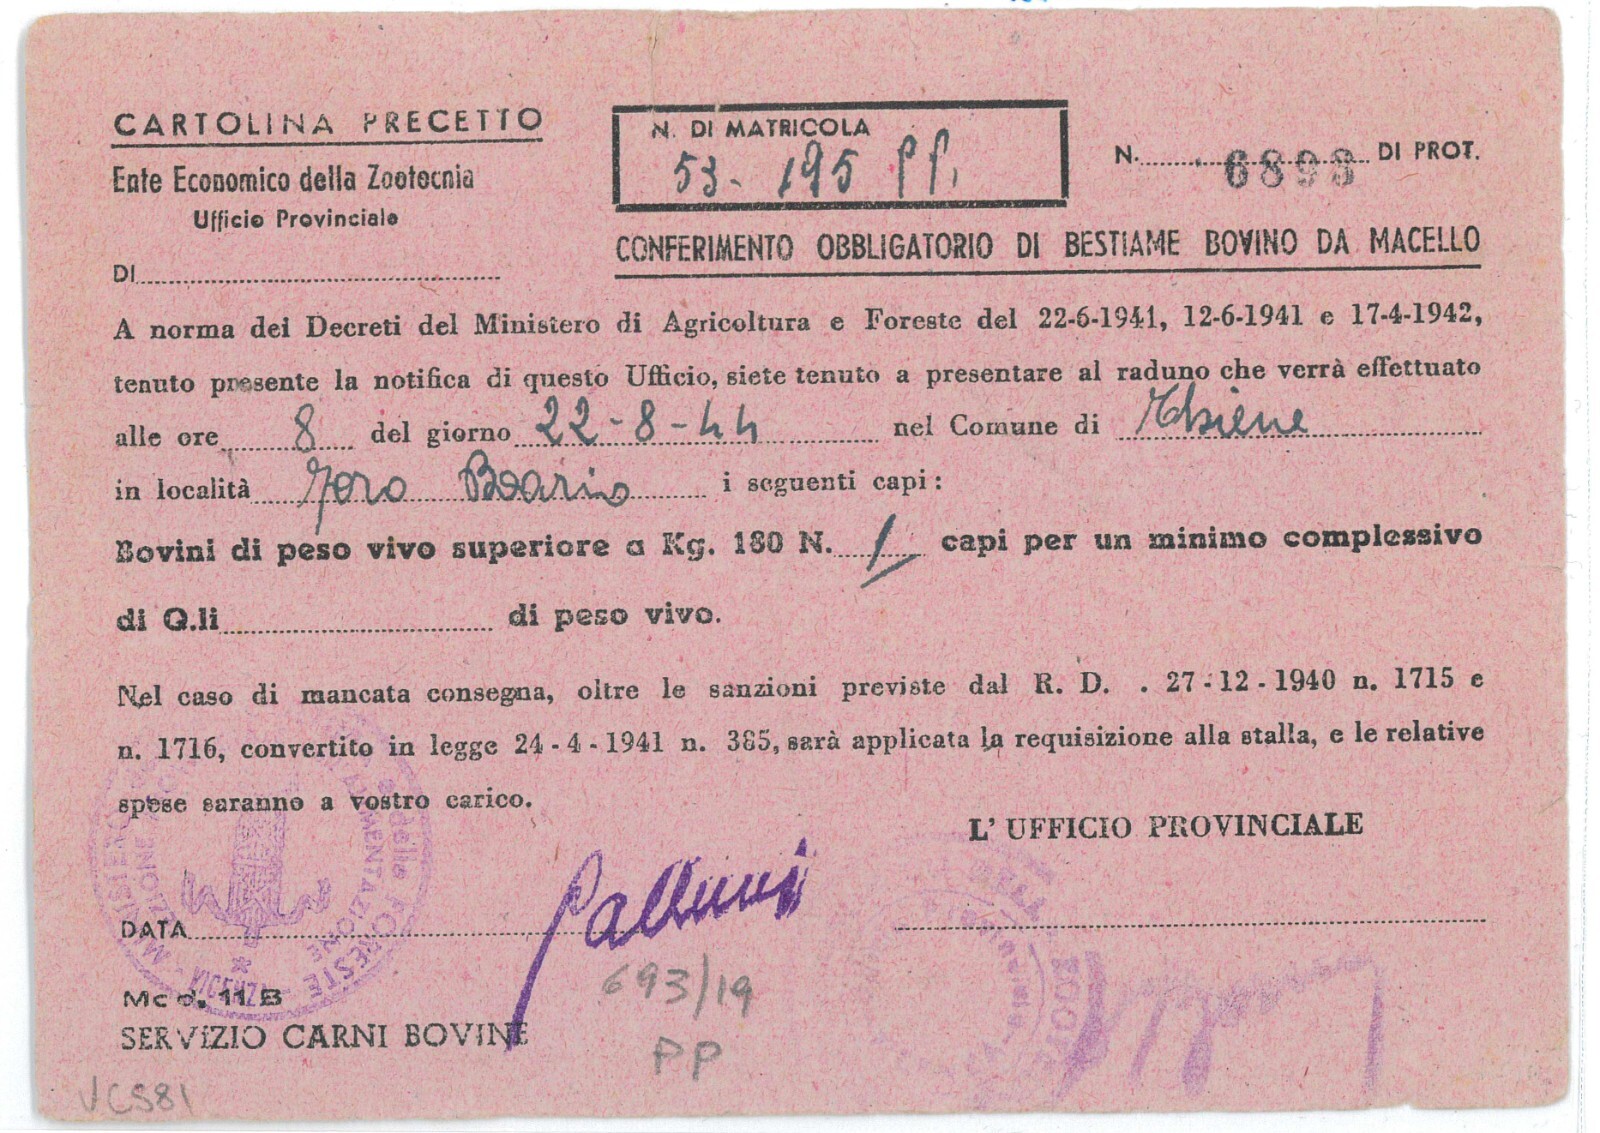 CARTOLINA PRECETTO
Ente Economico della Zootecnia
Ufficio Provinciale
DI
N. DI MATRICOLA
53 - 195 PP.
N. 6898 DI PROT.
CONFERIMENTO OBBLIGATORIO DI BESTIAME BOVINO DA MACELLO
A norma dei Decreti del Ministero di Agricoltura e Foreste del 22-6-1941, 12-6-1941 e 17-4-1942,
tenuto presente la notifica di questo Ufficio, siete tenuto a presentare al raduno che verrà effettuato
alle ore 8 del giorno 22-8-44 nel Comune di Thiene
in località Foro Boario i seguenti capi:
Bovini di peso vivo superiore a Kg. 180 N. 1 capi per un minimo complessivo
di Q.li di peso vivo.
Nel caso di mancata consegna, oltre le sanzioni previste dal R. D. . 27-12-1940 n. 1715 e
n. 1716, convertito in legge 24-4-1941 n. 385, sarà applicata la requisizione alla stalla, e le relative
spese saranno a vostro carico.
L'UFFICIO PROVINCIALE
DATA
delle FORESTE
VICENZA
693/19
PP
Mod. 11 B
SERVIZIO CARNI BOVINE
VCS81